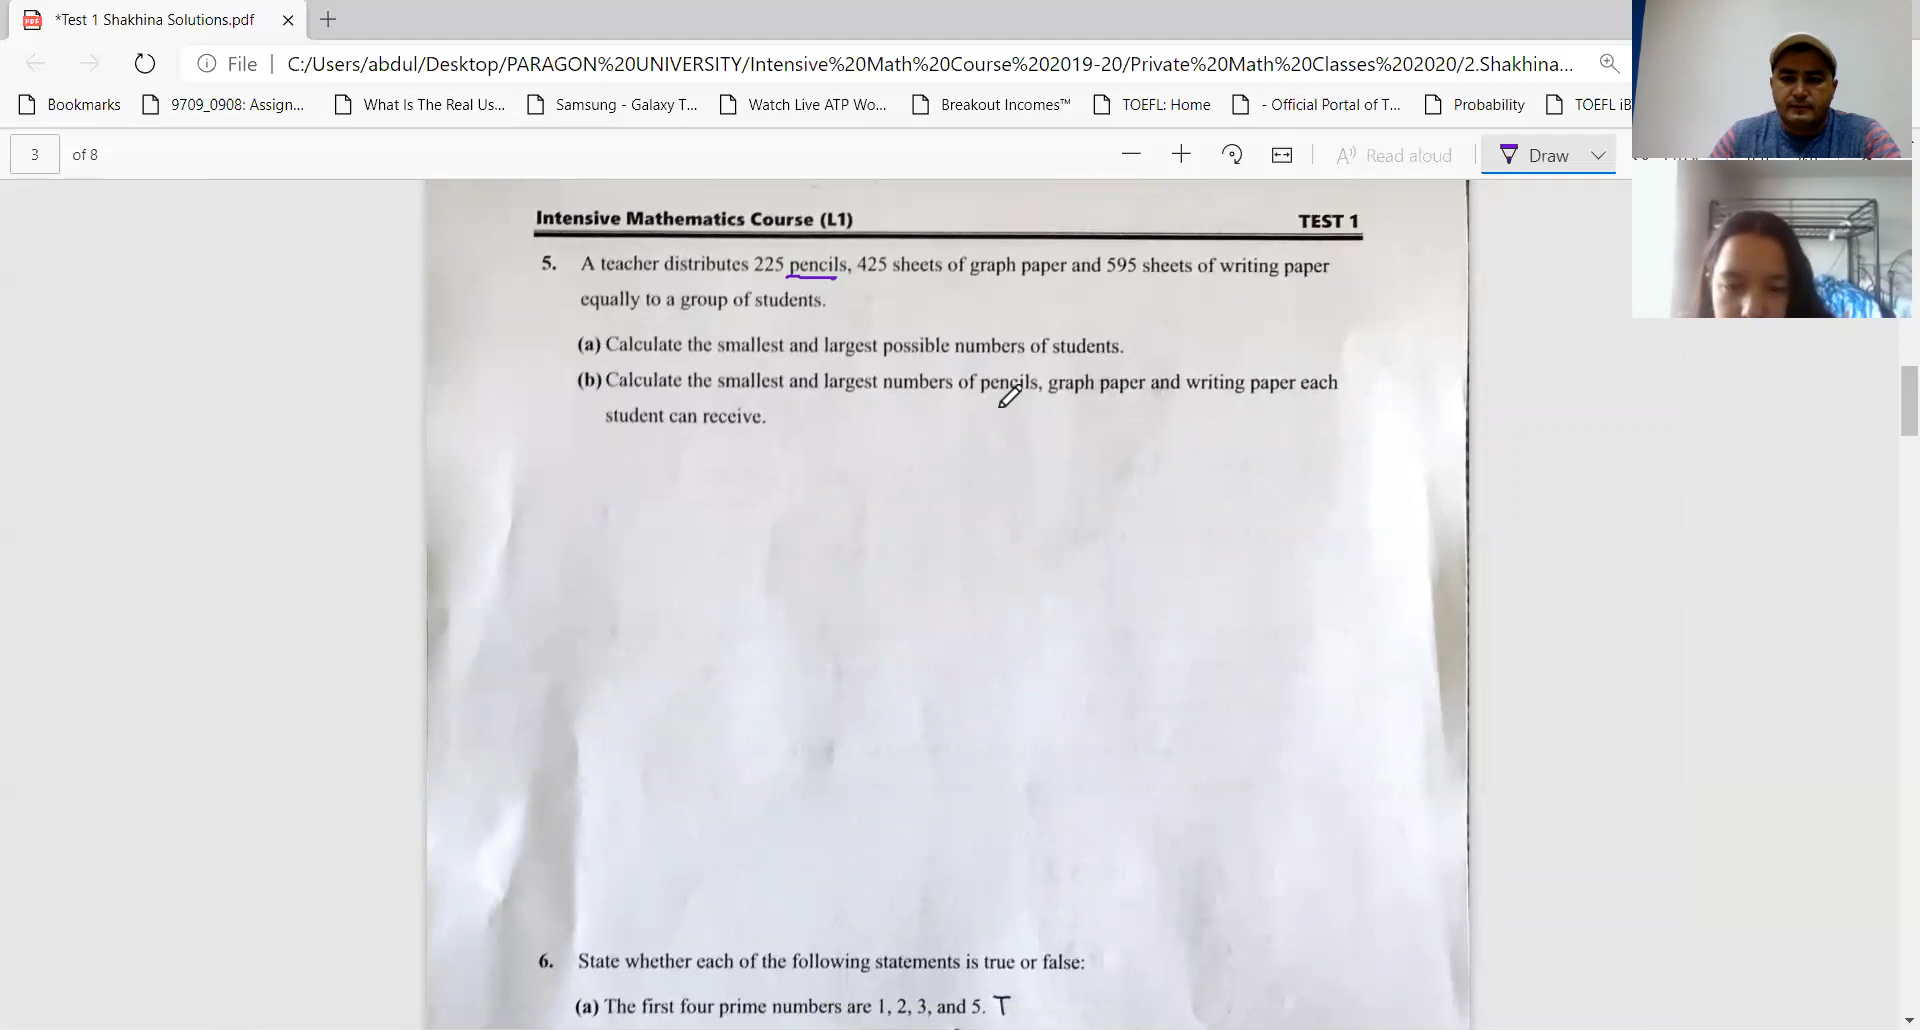 *Test 1 Shakhina Solutions.pdf
File
C:/Users/abdul/Desktop/PARAGON%20UNIVERSITY/Intensive%20Math%20Course%202019-20/Private%20Math%20Classes%202020/2.Shakhina...
Bookmarks
9709_0908: Assign...
What Is The Real Us...
Samsung - Galaxy T...
Watch Live ATP Wo...
Breakout Incomes™
TOEFL: Home
- Official Portal of T...
Probability
TOEFL iB
3 of 8
Read aloud
Draw
Intensive Mathematics Course (L1) TEST 1
5. A teacher distributes 225 pencils, 425 sheets of graph paper and 595 sheets of writing paper
equally to a group of students.
(a) Calculate the smallest and largest possible numbers of students.
(b) Calculate the smallest and largest numbers of pencils, graph paper and writing paper each
student can receive.
6. State whether each of the following statements is true or false:
(a) The first four prime numbers are 1, 2, 3, and 5. T